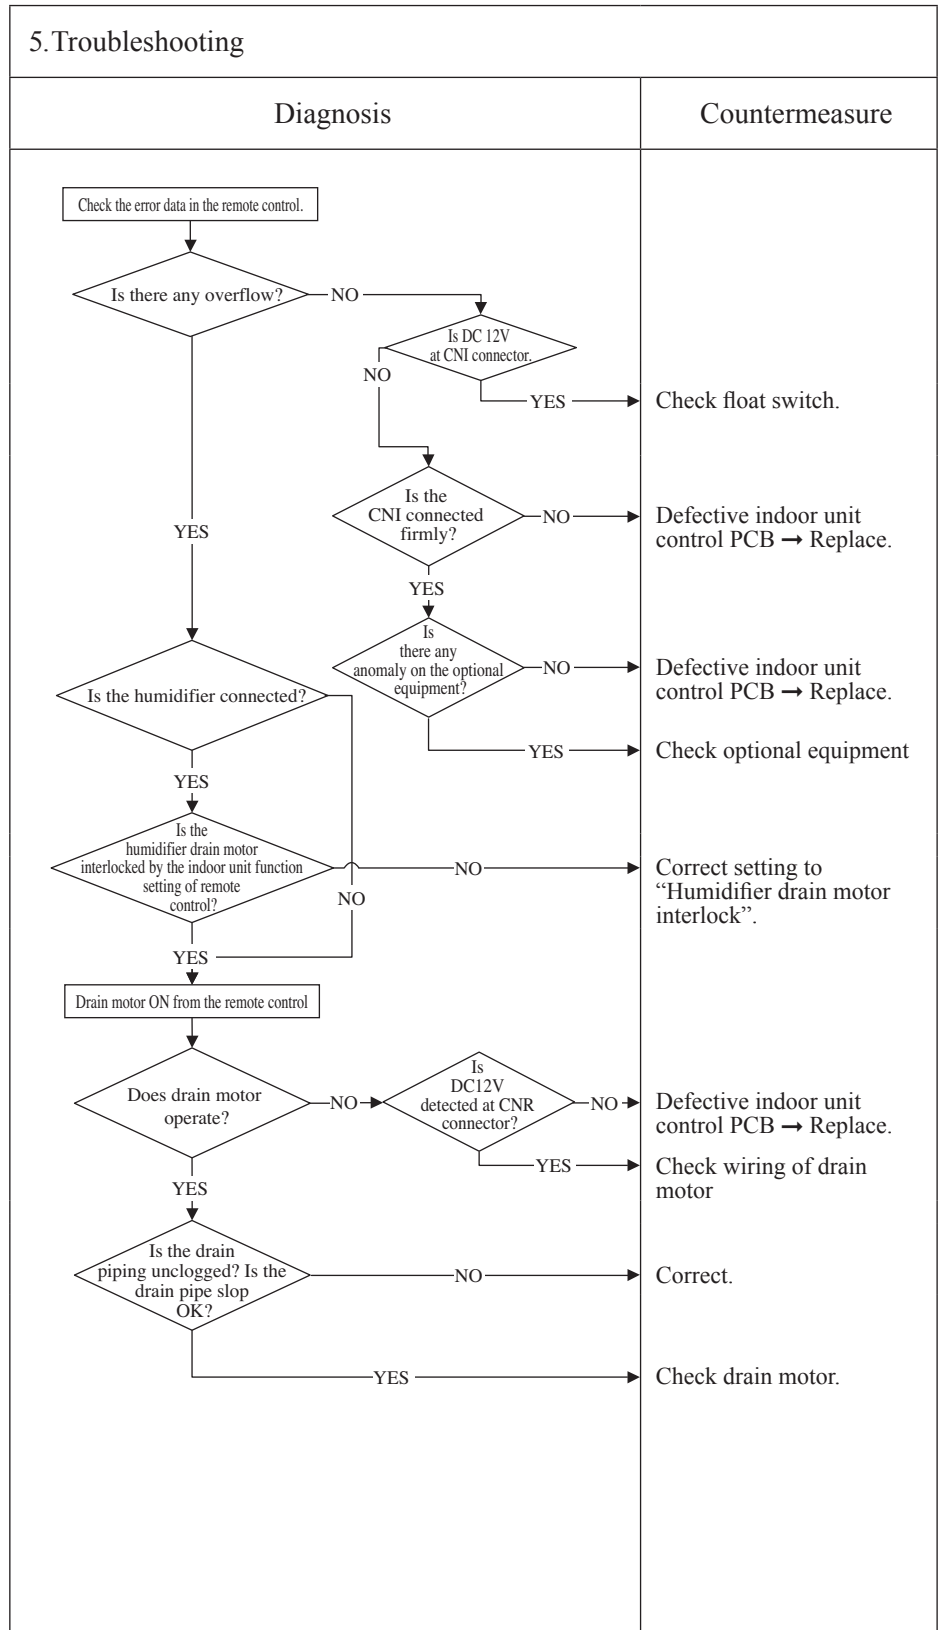 5.Troubleshooting
Diagnosis
Countermeasure
Check the error data in the remote control.
Is there any overflow?
NO
Is DC 12V
at CNI connector.
NO
YES
Check float switch.
Is the
CNI connected
firmly?
NO
Defective indoor unit
control PCB → Replace.
YES
YES
Is
there any
anomaly on the optional
equipment?
NO
Defective indoor unit
control PCB → Replace.
Is the humidifier connected?
YES
Check optional equipment
YES
Is the
humidifier drain motor
interlocked by the indoor unit function
setting of remote
control?
NO
Correct setting to
“Humidifier drain motor
interlock”.
NO
YES
Drain motor ON from the remote control
Does drain motor
operate?
NO
Is
DC12V
detected at CNR
connector?
NO
Defective indoor unit
control PCB → Replace.
YES
Check wiring of drain
motor
YES
Is the drain
piping unclogged? Is the
drain pipe slop
OK?
NO
Correct.
YES
Check drain motor.